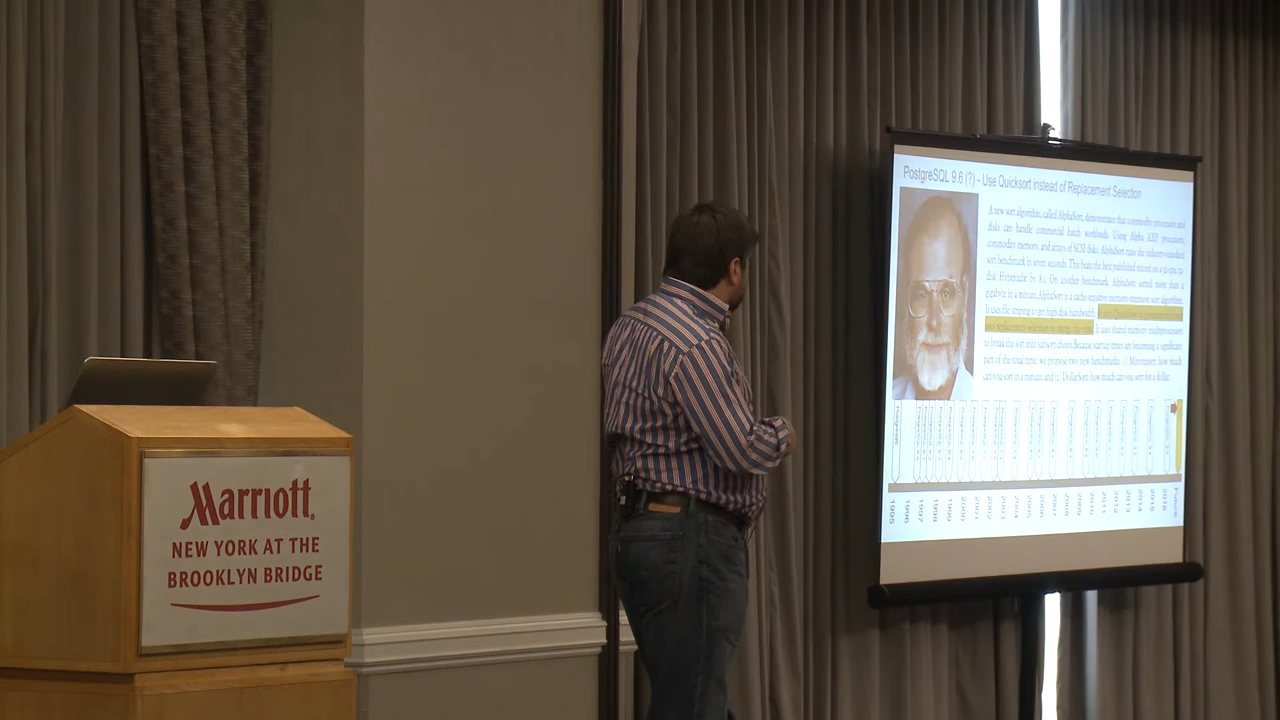 Marriott
NEW YORK AT THE
BROOKLYN BRIDGE
PostgreSQL 9.6 (?) - Use Quicksort instead of Replacement Selection
A new sort algorithm, called AlphaSort, demonstrates that commodity processors and
disks can handle commercial batch workloads. Using Alpha AXP processors,
commodity memory, and arrays of SCSI disks, AlphaSort runs the industry-standard
sort benchmark in seven seconds. This beats the best published record on a
disk Hypercube by 8:1. On another benchmark, AlphaSort sorted more than a
gigabyte in a minute. AlphaSort is a cache-sensitive memory-intensive sort algorithm.
It uses file striping to get high disk bandwidth.
It uses shared memory multiprocessors
to break the sort into subsort chores. Because startup times are becoming a significant
part of the total time, we propose two new benchmarks: (1) Minutesort: how much
can you sort in a minute, and (2) DollarSort: how much can you sort for a dollar.
1995
1996
1997
1998
1999
2000
2001
2002
2003
2004
2005
2006
2007
2008
2009
2010
2011
2012
2013
2014
2015
2016
Future